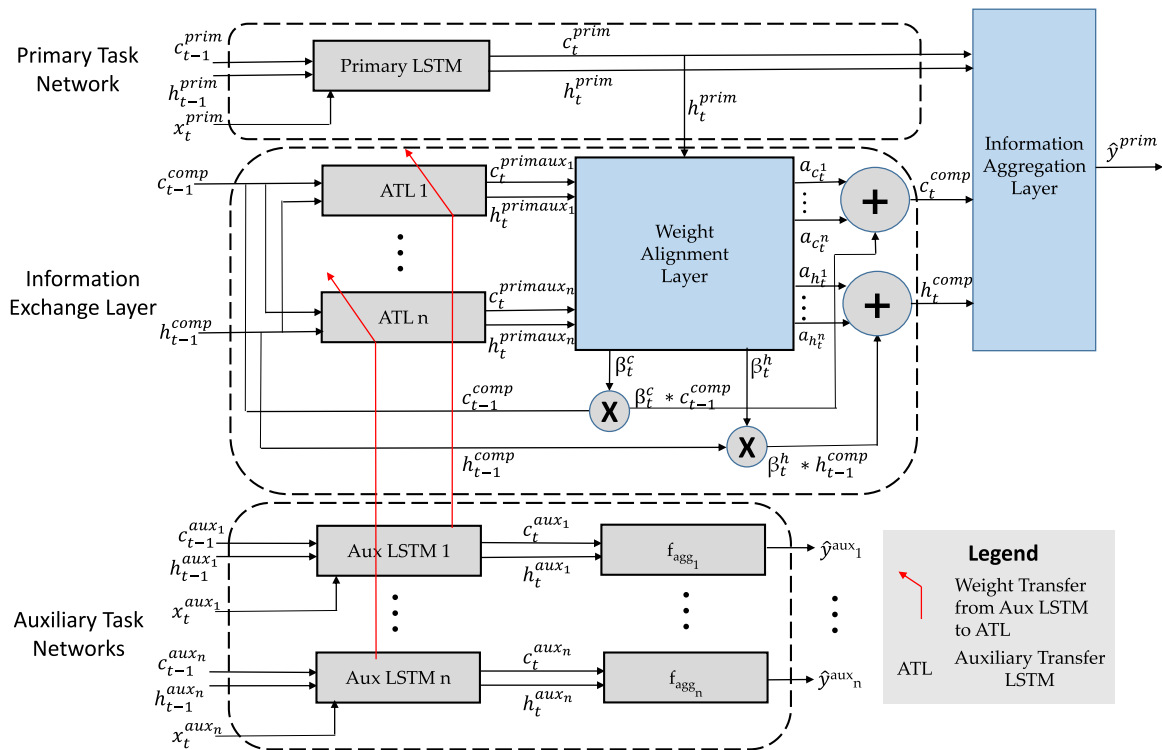 Primary Task
Network
c_{t-1}^{prim}
h_{t-1}^{prim}
x_t^{prim}
Primary LSTM
c_t^{prim}
h_t^{prim}
h_t^{prim}
Information
Exchange Layer
c_{t-1}^{comp}
h_{t-1}^{comp}
ATL 1
c_t^{primaux_1}
h_t^{primaux_1}
ATL n
c_t^{primaux_n}
h_t^{primaux_n}
Weight
Alignment
Layer
a_{c_t^1}
a_{c_t^n}
a_{h_t^1}
a_{h_t^n}
+
+
c_t^{comp}
h_t^{comp}
Information
Aggregation
Layer
ŷ^{prim}
β_t^c
β_t^h
c_{t-1}^{comp}
X
β_t^c * c_{t-1}^{comp}
h_{t-1}^{comp}
X
β_t^h * h_{t-1}^{comp}
Auxiliary Task
Networks
c_{t-1}^{aux_1}
h_{t-1}^{aux_1}
x_t^{aux_1}
Aux LSTM 1
c_t^{aux_1}
h_t^{aux_1}
f_{agg_1}
ŷ^{aux_1}
c_{t-1}^{aux_n}
h_{t-1}^{aux_n}
x_t^{aux_n}
Aux LSTM n
c_t^{aux_n}
h_t^{aux_n}
f_{agg_n}
ŷ^{aux_n}
Legend
Weight Transfer
from Aux LSTM
to ATL
ATL Auxiliary Transfer
LSTM